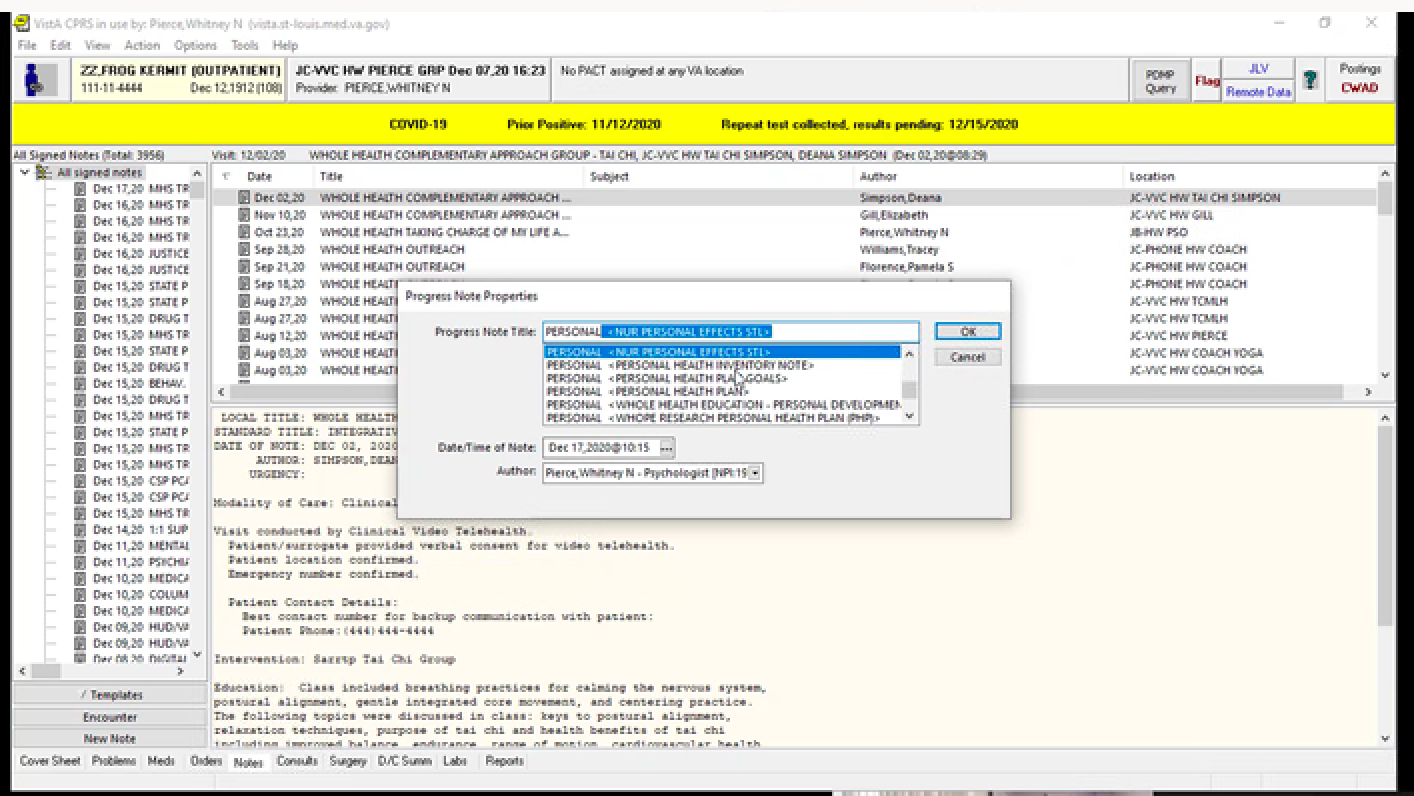 VistA CPRS in use by: Pierce,Whitney N (vista.st-louis.med.va.gov)
File Edit View Action Options Tools Help
ZZ,FROG KERMIT (OUTPATIENT) JC-VVC HW PIERCE GRP Dec 07,20 16:23 No PACT assigned at any VA location PDMP Query Flag JLV Remote Data ? Postings CWAD
111-11-4444 Dec 12,1912 (108) Provider: PIERCE,WHITNEY N
COVID-19 Prior Positive: 11/12/2020 Repeat test collected, results pending: 12/15/2020
All Signed Notes (Total: 3956) Visit: 12/02/20 WHOLE HEALTH COMPLEMENTARY APPROACH GROUP - TAI CHI, JC-VVC HW TAI CHI SIMPSON, DEANA SIMPSON (Dec 02,20@08:29)
All signed notes
Dec 17,20 MHS TR
Dec 16,20 MHS TR
Dec 16,20 MHS TR
Dec 16,20 MHS TR
Dec 16,20 JUSTICE
Dec 16,20 JUSTICE
Dec 15,20 STATE P
Dec 15,20 STATE P
Dec 15,20 DRUG T
Dec 15,20 MHS TR
Dec 15,20 STATE P
Dec 15,20 DRUG T
Dec 15,20 BEHAV.
Dec 15,20 DRUG T
Dec 15,20 MHS TR
Dec 15,20 STATE P
Dec 15,20 MHS TR
Dec 15,20 MHS TR
Dec 15,20 CSP PCA
Dec 15,20 CSP PCA
Dec 15,20 MHS TR
Dec 14,20 1:1 SUP
Dec 11,20 MENTAL
Dec 11,20 PSYCHIA
Dec 10,20 MEDICA
Dec 10,20 COLUM
Dec 10,20 MEDICA
Dec 09,20 HUD/VA
Dec 09,20 HUD/VA
Dec 08,20 DIGITAL
/ Templates
Encounter
New Note
Date Title Subject Author Location
Dec 02,20 WHOLE HEALTH COMPLEMENTARY APPROACH ... Simpson,Deana JC-VVC HW TAI CHI SIMPSON
Nov 10,20 WHOLE HEALTH COMPLEMENTARY APPROACH ... Gill,Elizabeth JC-VVC HW GILL
Oct 23,20 WHOLE HEALTH TAKING CHARGE OF MY LIFE A... Pierce,Whitney N JB-HW PSO
Sep 28,20 WHOLE HEALTH OUTREACH Williams,Tracey JC-PHONE HW COACH
Sep 21,20 WHOLE HEALTH OUTREACH Florence,Pamela S JC-PHONE HW COACH
Sep 18,20 WHOLE HEALTH JC-PHONE HW COACH
Aug 27,20 WHOLE HEALTH JC-VVC HW TCMLH
Aug 27,20 WHOLE HEALTH JC-VVC HW TCMLH
Aug 12,20 WHOLE HEALTH JC-VVC HW PIERCE
Aug 03,20 WHOLE HEALTH JC-VVC HW COACH YOGA
Aug 03,20 WHOLE HEALTH JC-VVC HW COACH YOGA
Progress Note Properties
Progress Note Title: PERSONAL <NUR PERSONAL EFFECTS STL> OK
PERSONAL <NUR PERSONAL EFFECTS STL> Cancel
PERSONAL <PERSONAL HEALTH INVENTORY NOTE>
PERSONAL <PERSONAL HEALTH PLAN GOALS>
PERSONAL <PERSONAL HEALTH PLAN>
PERSONAL <WHOLE HEALTH EDUCATION - PERSONAL DEVELOPMEN
PERSONAL <WHOPE RESEARCH PERSONAL HEALTH PLAN (PHP)>
Date/Time of Note: Dec 17,2020@10:15 ...
Author: Pierce,Whitney N - Psychologist [NPI:19
LOCAL TITLE: WHOLE HEALTH
STANDARD TITLE: INTEGRATIV
DATE OF NOTE: DEC 02, 2020
AUTHOR: SIMPSON,DEAN
URGENCY:
Modality of Care: Clinical
Visit conducted by Clinical Video Telehealth.
Patient/surrogate provided verbal consent for video telehealth.
Patient location confirmed.
Emergency number confirmed.
Patient Contact Details:
Best contact number for backup communication with patient:
Patient Phone:(444)444-4444
Intervention: Sarrtp Tai Chi Group
Education: Class included breathing practices for calming the nervous system,
postural alignment, gentle integrated core movement, and centering practice.
The following topics were discussed in class: keys to postural alignment,
relaxation techniques, purpose of tai chi and health benefits of tai chi
including improved balance, endurance, range of motion, cardiovascular health
Cover Sheet Problems Meds Orders Notes Consults Surgery D/C Summ Labs Reports